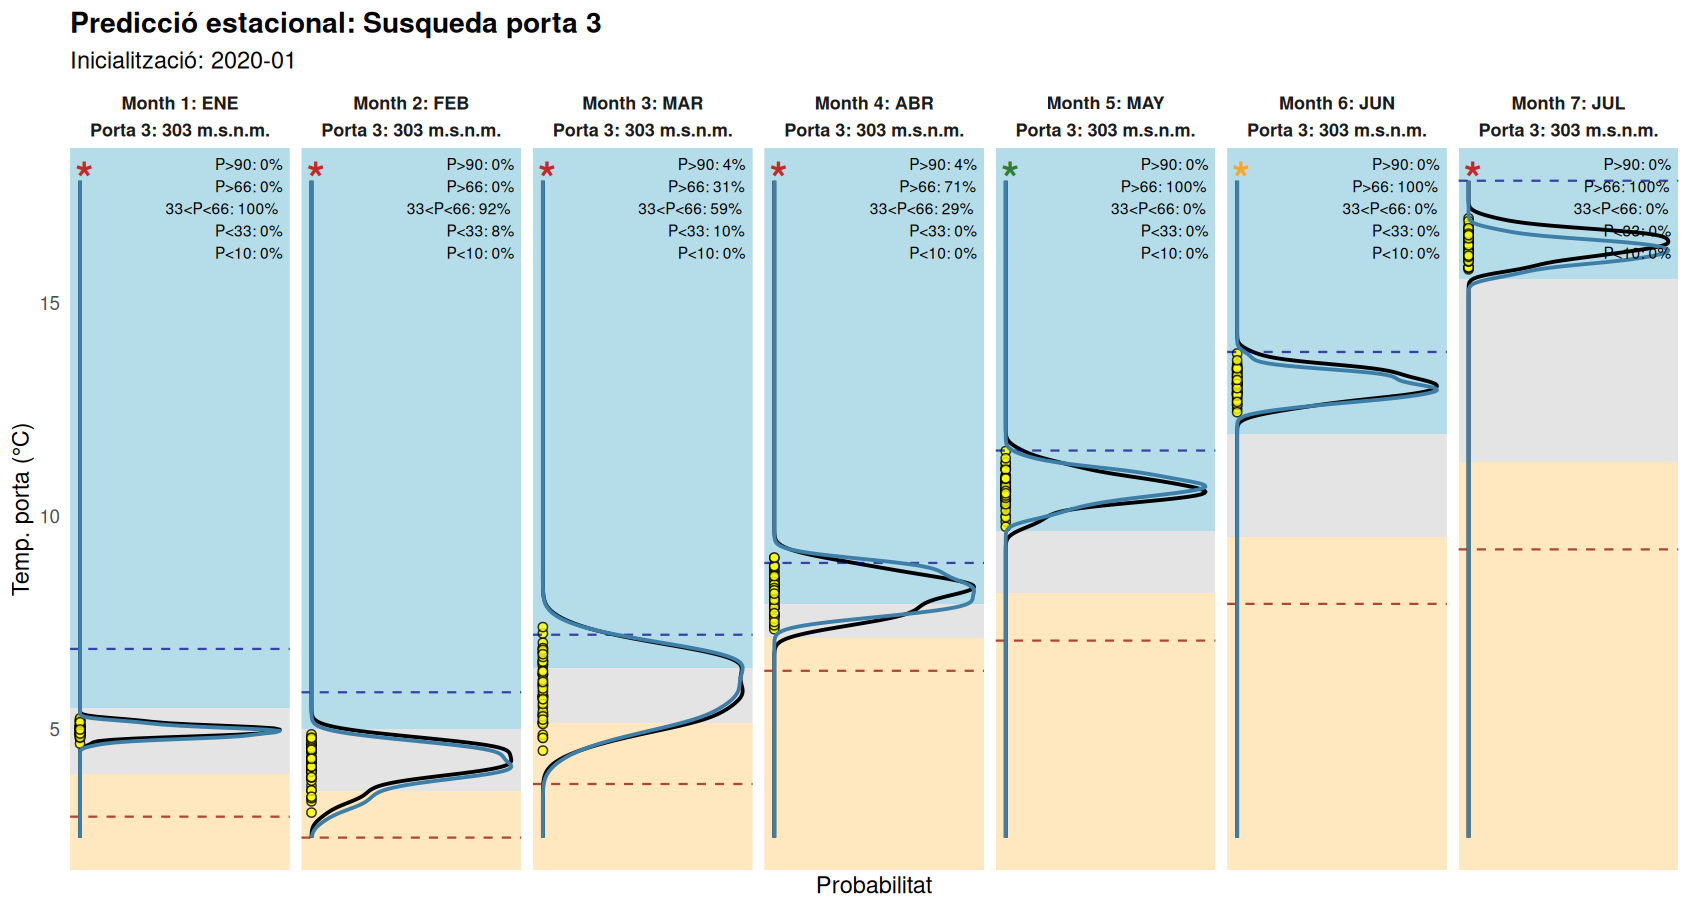 Predicció estacional: Susqueda porta 3
Inicialització: 2020-01
Month 1: ENE
Porta 3: 303 m.s.n.m.
Month 2: FEB
Porta 3: 303 m.s.n.m.
Month 3: MAR
Porta 3: 303 m.s.n.m.
Month 4: ABR
Porta 3: 303 m.s.n.m.
Month 5: MAY
Porta 3: 303 m.s.n.m.
Month 6: JUN
Porta 3: 303 m.s.n.m.
Month 7: JUL
Porta 3: 303 m.s.n.m.
*
P>90: 0%
P>66: 0%
33<P<66: 100%
P<33: 0%
P<10: 0%
*
P>90: 0%
P>66: 0%
33<P<66: 92%
P<33: 8%
P<10: 0%
*
P>90: 4%
P>66: 31%
33<P<66: 59%
P<33: 10%
P<10: 0%
*
P>90: 4%
P>66: 71%
33<P<66: 29%
P<33: 0%
P<10: 0%
*
P>90: 0%
P>66: 100%
33<P<66: 0%
P<33: 0%
P<10: 0%
*
P>90: 0%
P>66: 100%
33<P<66: 0%
P<33: 0%
P<10: 0%
*
P>90: 0%
P>66: 100%
33<P<66: 0%
P<33: 0%
P<10: 0%
15
10
5
Temp. porta (°C)
Probabilitat